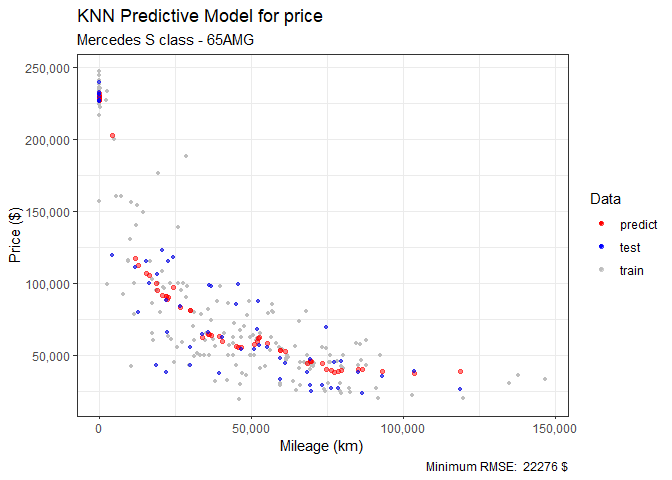 KNN Predictive Model for price
Mercedes S class - 65AMG
250,000
200,000
150,000
100,000
50,000
Price ($)
0
50,000
100,000
150,000
Mileage (km)
Data
predict
test
train
Minimum RMSE: 22276 $